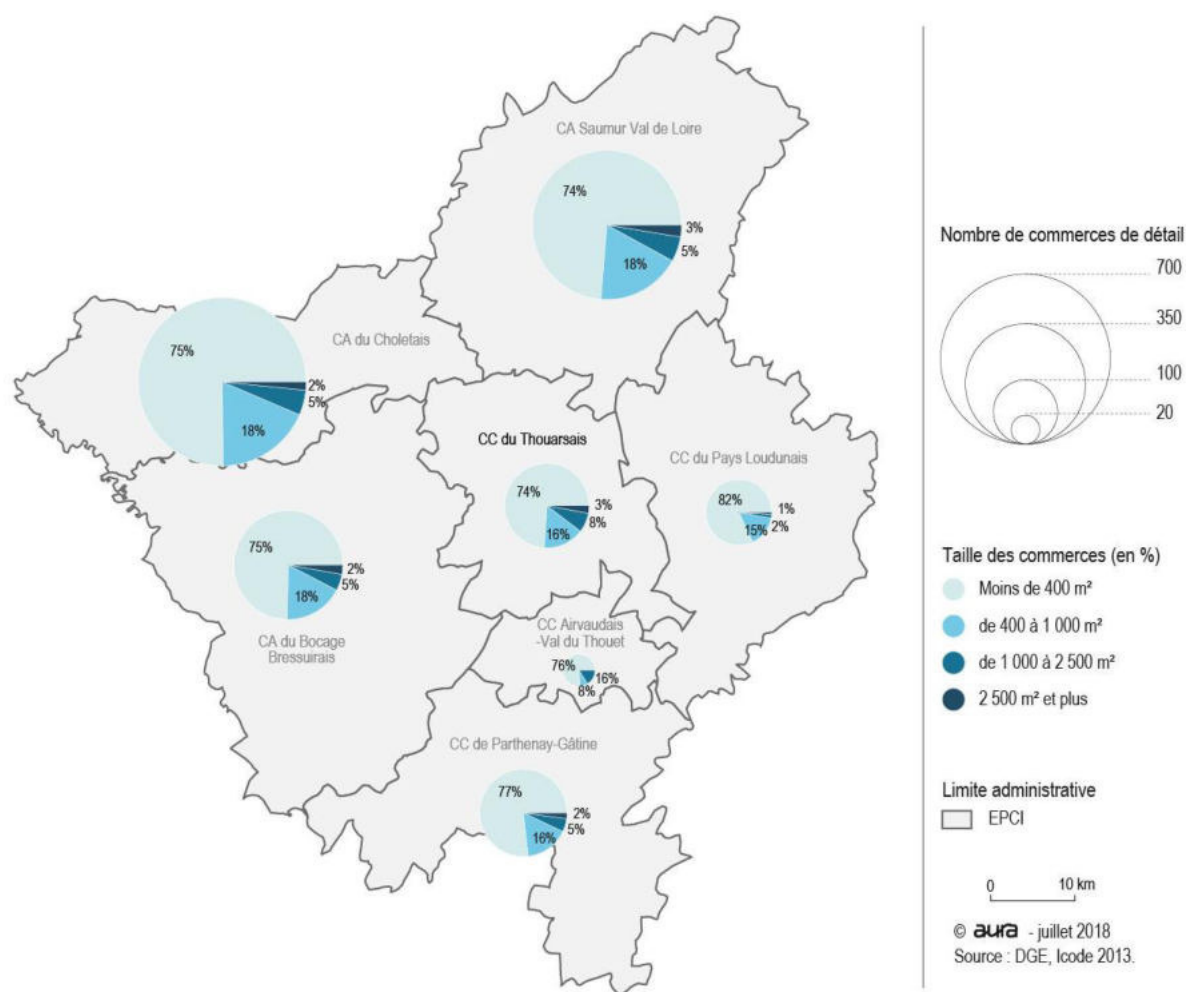 CA Saumur Val de Loire
74%
3%
5%
18%
CA du Choletais
75%
2%
5%
18%
CC du Thouarsais
74%
3%
8%
16%
CC du Pays Loudunais
82%
1%
2%
15%
75%
2%
5%
18%
CA du Bocage
Bressuirais
CC Airvaudais
-Val du Thouet
76%
16%
8%
CC de Parthenay-Gâtine
77%
2%
5%
16%
Nombre de commerces de détail
700
350
100
20
Taille des commerces (en %)
Moins de 400 m²
de 400 à 1 000 m²
de 1 000 à 2 500 m²
2 500 m² et plus
Limite administrative
EPCI
0 10 km
© aura - juillet 2018
Source : DGE, Icode 2013.